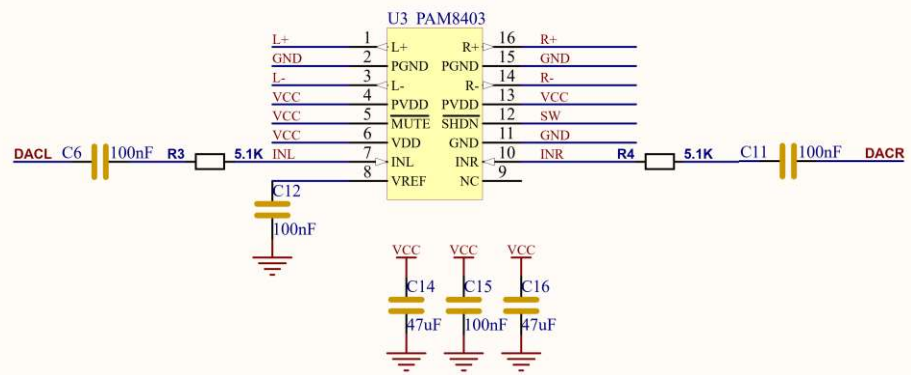 U3 PAM8403
L+ 1 L+ R+ 16 R+
GND 2 PGND PGND 15 GND
L- 3 L- R- 14 R-
VCC 4 PVDD PVDD 13 VCC
VCC 5 MUTE SHDN 12 SW
VCC 6 VDD GND 11 GND
DACL C6 100nF R3 5.1K INL 7 INL INR 10 INR R4 5.1K C11 100nF DACR
8 VREF NC 9
C12
100nF
VCC VCC VCC
C14 C15 C16
47uF 100nF 47uF